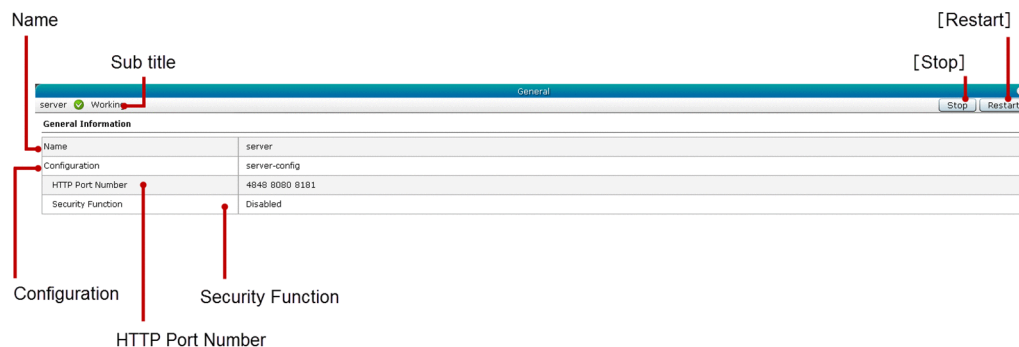 Name
[Restart]
Sub title
[Stop]
General
server Working
Stop Restart
General Information
Name server
Configuration server-config
HTTP Port Number 4848 8080 8181
Security Function Disabled
Configuration
Security Function
HTTP Port Number